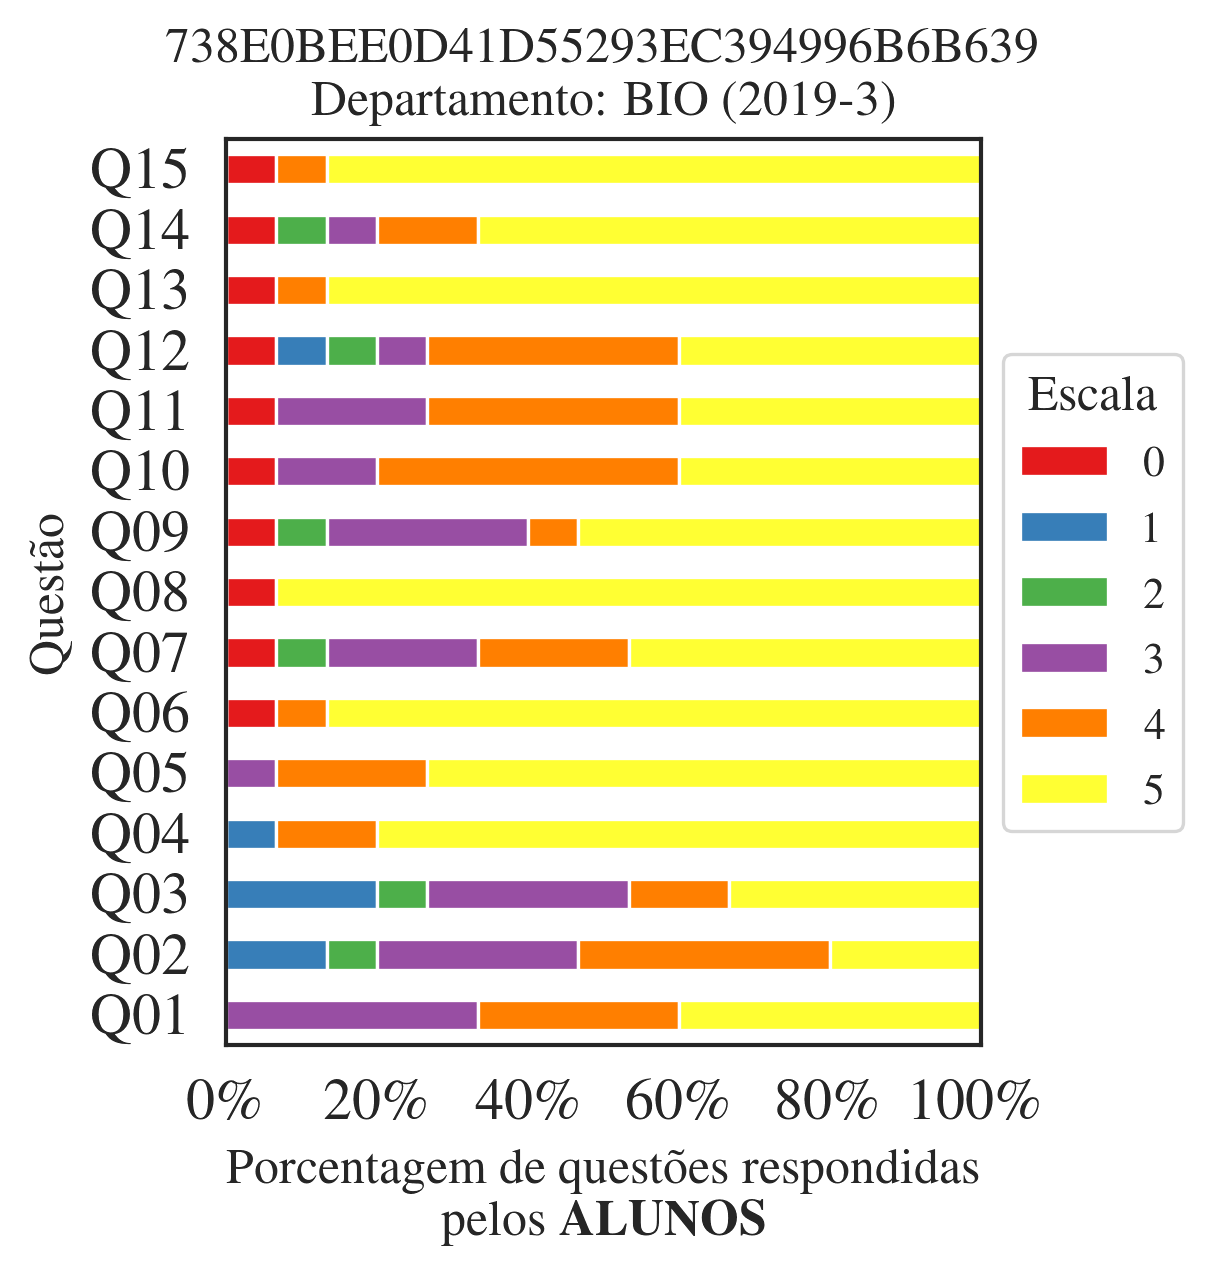 738E0BEE0D41D55293EC394996B6B639
Departamento: BIO (2019-3)
Q15
Q14
Q13
Q12
Q11
Q10
Q09
Q08
Q07
Q06
Q05
Q04
Q03
Q02
Q01
Questão
0% 20% 40% 60% 80% 100%
Porcentagem de questões respondidas
pelos ALUNOS
Escala
0
1
2
3
4
5